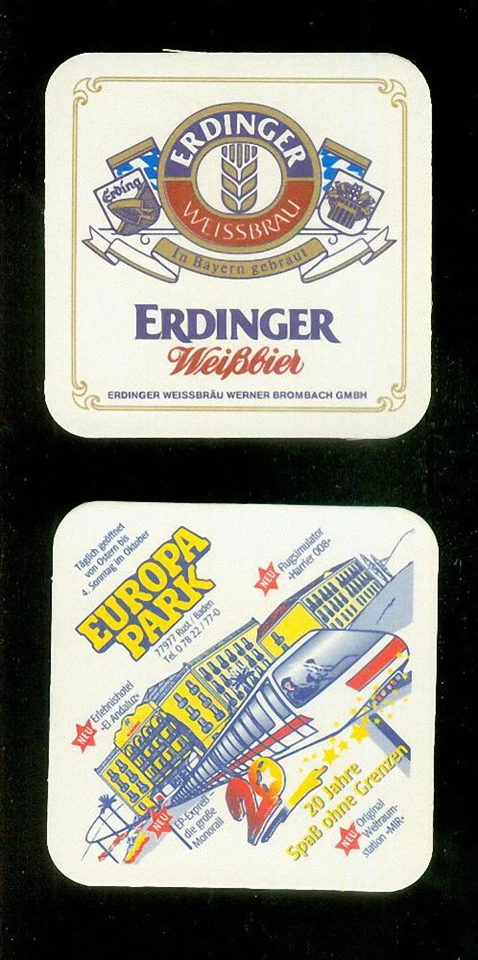 ERDINGER
WEISSBRÄU
Erding
In Bayern gebraut
ERDINGER
Weißbier
ERDINGER WEISSBRÄU WERNER BROMBACH GMBH
Täglich geöffnet
von Ostern bis
4. Sonntag im Oktober
EUROPA
PARK
77977 Rust / Baden
Tel. 0 78 22 / 77-0
NEU
Flugsimulator
»Harrier 008«
NEU
Erlebnishotel
»El Andaluz«
NEU
EP-Express
die große
Monorail
20
20 Jahre
Spaß ohne Grenzen
NEU
Original
Weltraum-
station »MIR«